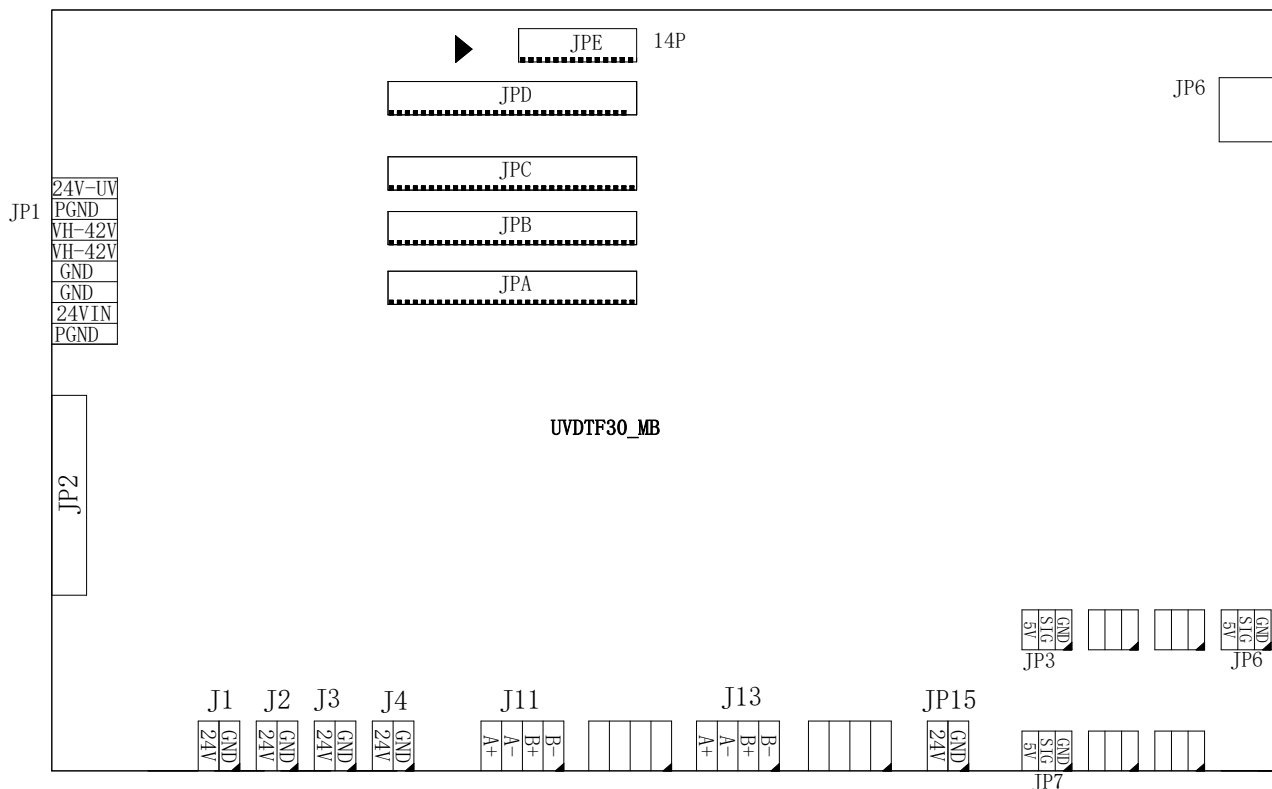 JPE 14P
JPD
JP6
JPC
JP1
24V-UV
PGND
VH-42V
VH-42V
GND
GND
24VIN
PGND
JPB
JPA
UVDTF30_MB
JP2
5V SIG GND
JP3
5V SIG GND
JP6
J1
24V GND
J2
24V GND
J3
24V GND
J4
24V GND
J11
A+ A- B+ B-
J13
A+ A- B+ B-
JP15
24V GND
5V SIG GND
JP7